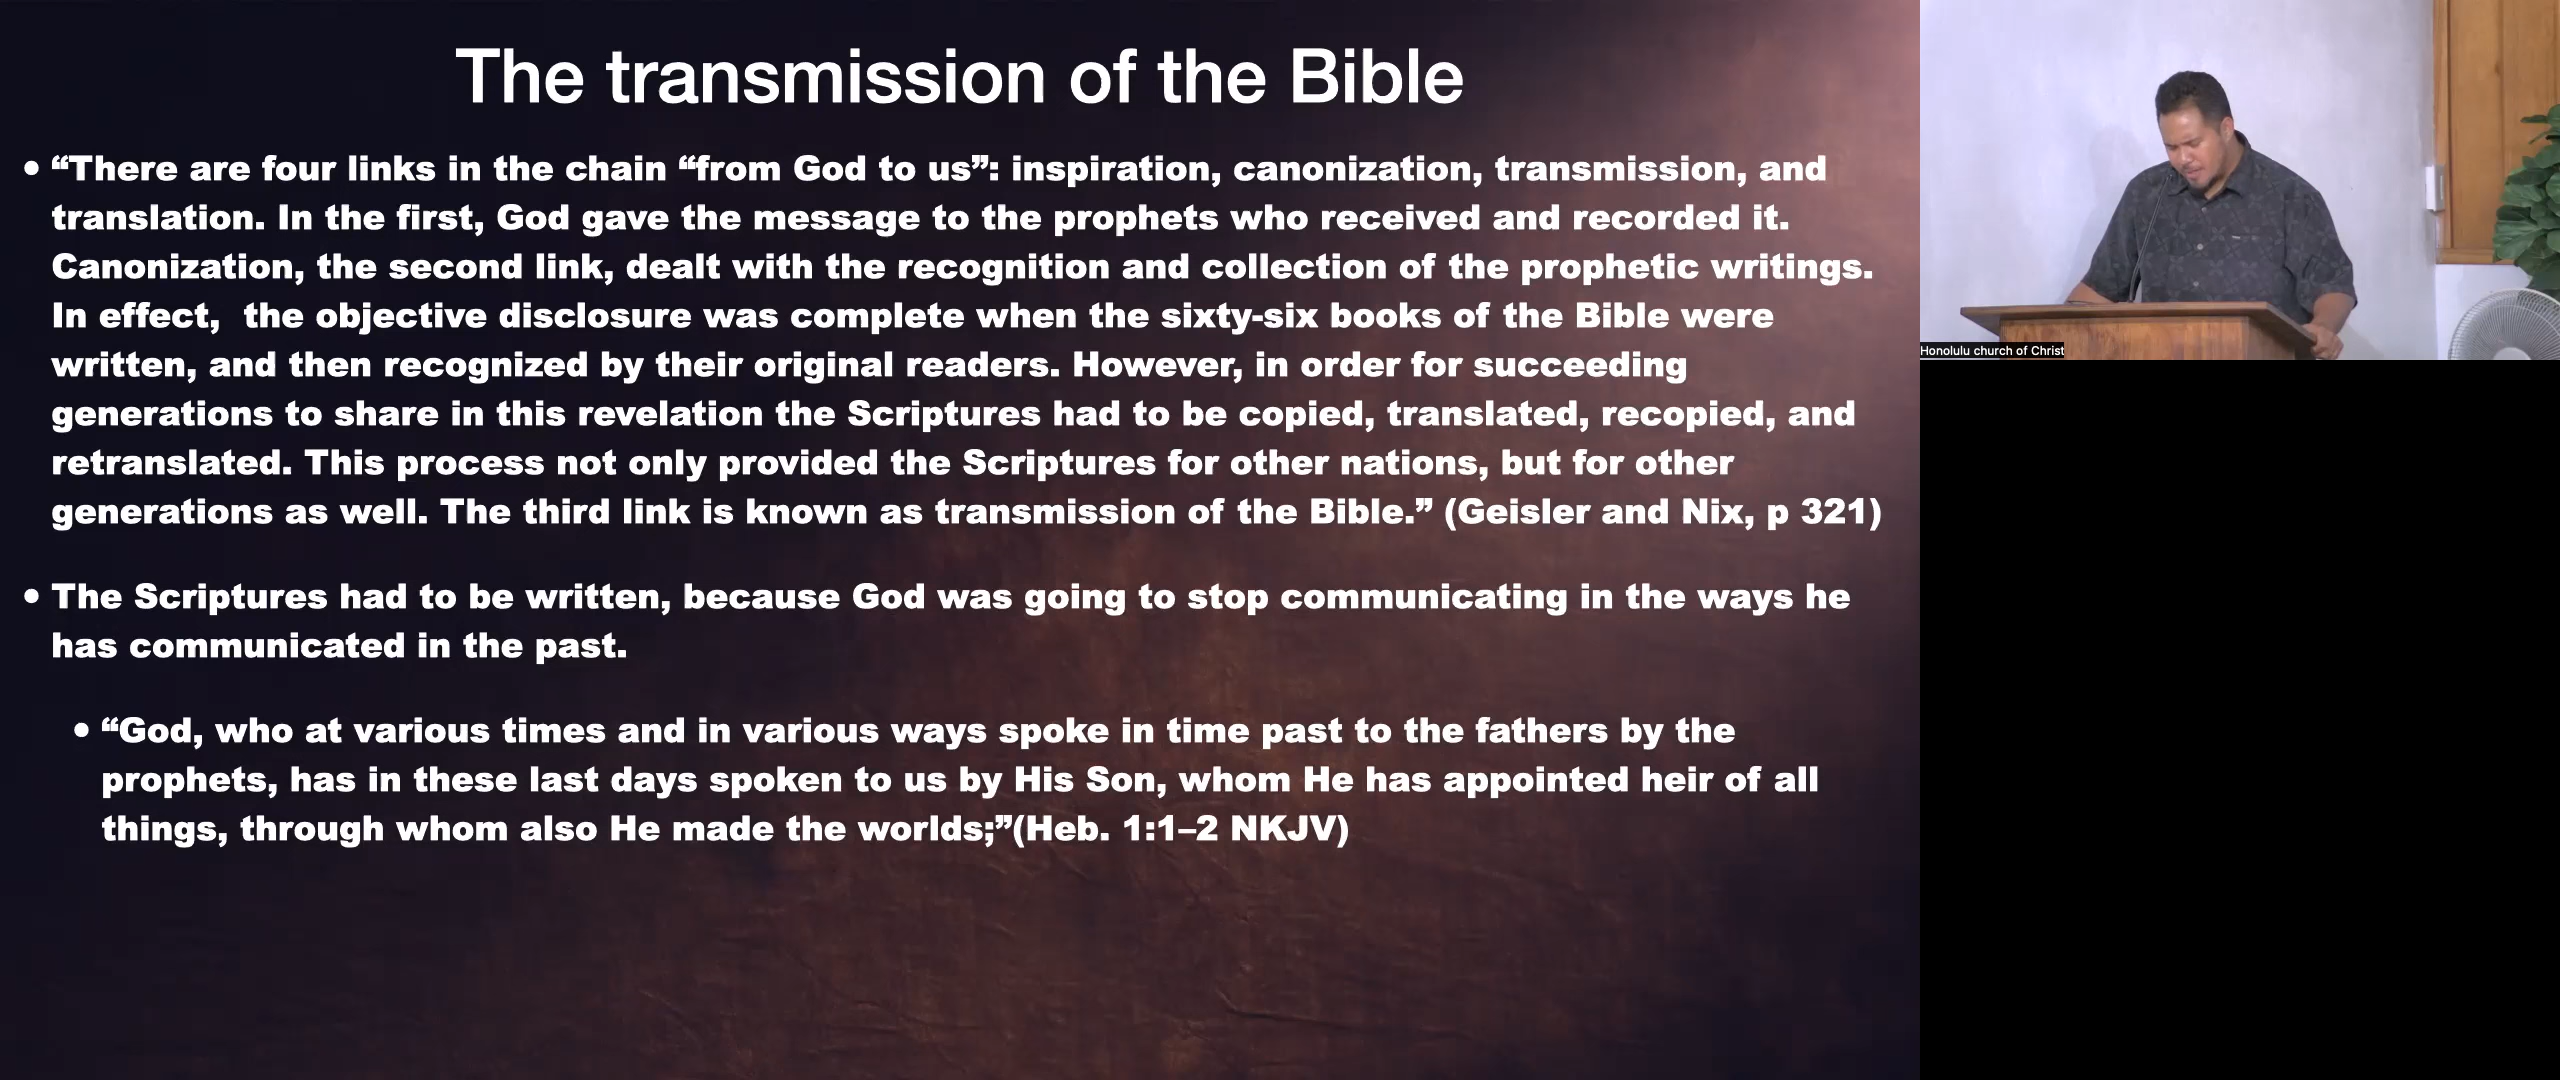 The transmission of the Bible
• “There are four links in the chain “from God to us”: inspiration, canonization, transmission, and
translation. In the first, God gave the message to the prophets who received and recorded it.
Canonization, the second link, dealt with the recognition and collection of the prophetic writings.
In effect,  the objective disclosure was complete when the sixty-six books of the Bible were
written, and then recognized by their original readers. However, in order for succeeding
generations to share in this revelation the Scriptures had to be copied, translated, recopied, and
retranslated. This process not only provided the Scriptures for other nations, but for other
generations as well. The third link is known as transmission of the Bible.” (Geisler and Nix, p 321)
• The Scriptures had to be written, because God was going to stop communicating in the ways he
has communicated in the past.
• “God, who at various times and in various ways spoke in time past to the fathers by the
prophets, has in these last days spoken to us by His Son, whom He has appointed heir of all
things, through whom also He made the worlds;”(Heb. 1:1–2 NKJV)
Honolulu church of Christ